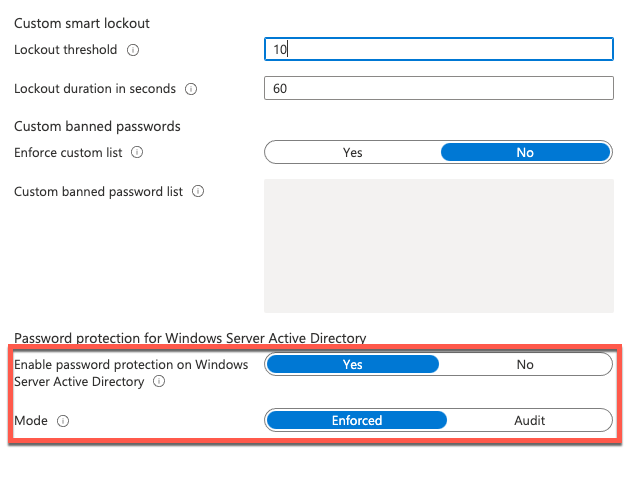 Custom smart lockout
Lockout threshold
10
Lockout duration in seconds
60
Custom banned passwords
Enforce custom list
Yes
No
Custom banned password list
Password protection for Windows Server Active Directory
Enable password protection on Windows
Server Active Directory
Yes
No
Mode
Enforced
Audit